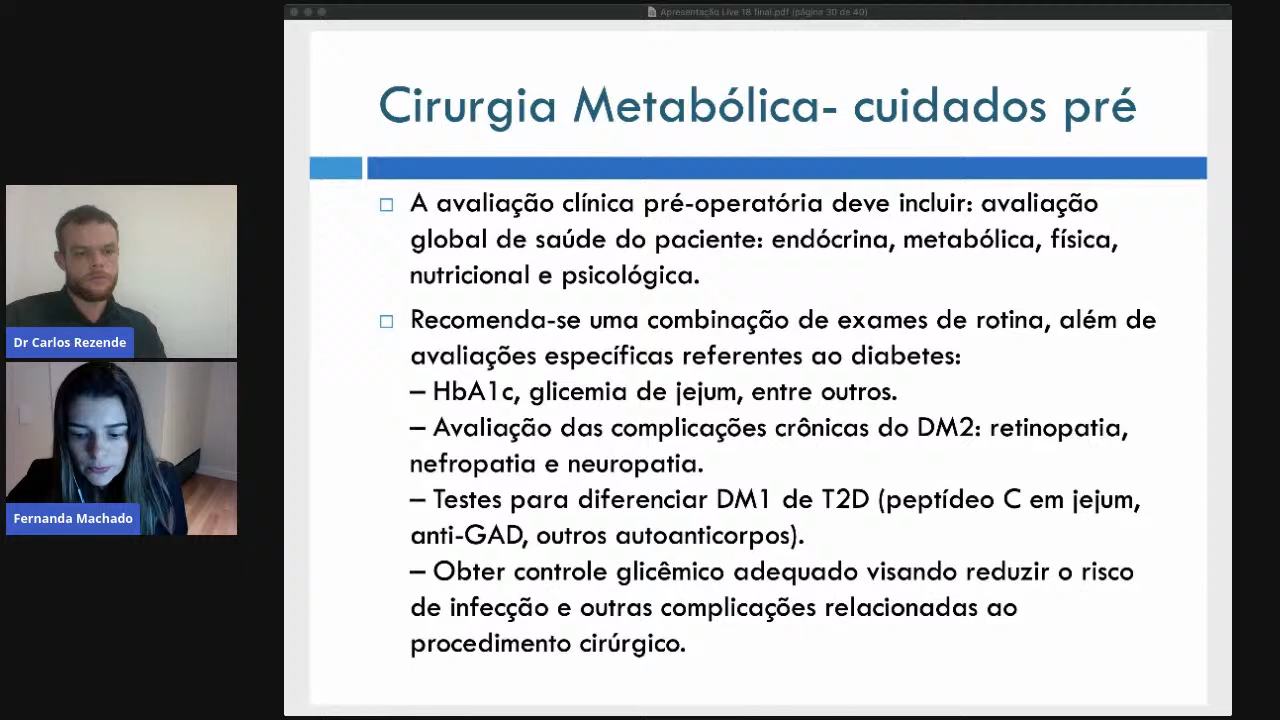 Apresentação Live 18 final.pdf (página 30 de 40)
Cirurgia Metabólica- cuidados pré
A avaliação clínica pré-operatória deve incluir: avaliação
global de saúde do paciente: endócrina, metabólica, física,
nutricional e psicológica.
Recomenda-se uma combinação de exames de rotina, além de
avaliações específicas referentes ao diabetes:
– HbA1c, glicemia de jejum, entre outros.
– Avaliação das complicações crônicas do DM2: retinopatia,
nefropatia e neuropatia.
– Testes para diferenciar DM1 de T2D (peptídeo C em jejum,
anti-GAD, outros autoanticorpos).
– Obter controle glicêmico adequado visando reduzir o risco
de infecção e outras complicações relacionadas ao
procedimento cirúrgico.
Dr Carlos Rezende
Fernanda Machado